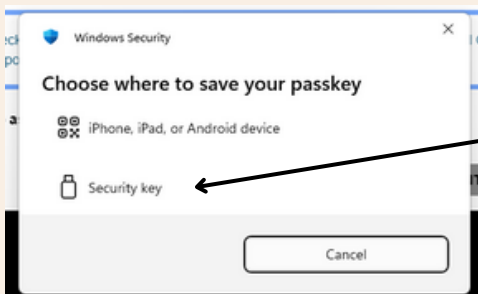 Windows Security
Choose where to save your passkey
iPhone, iPad, or Android device
Security key
Cancel